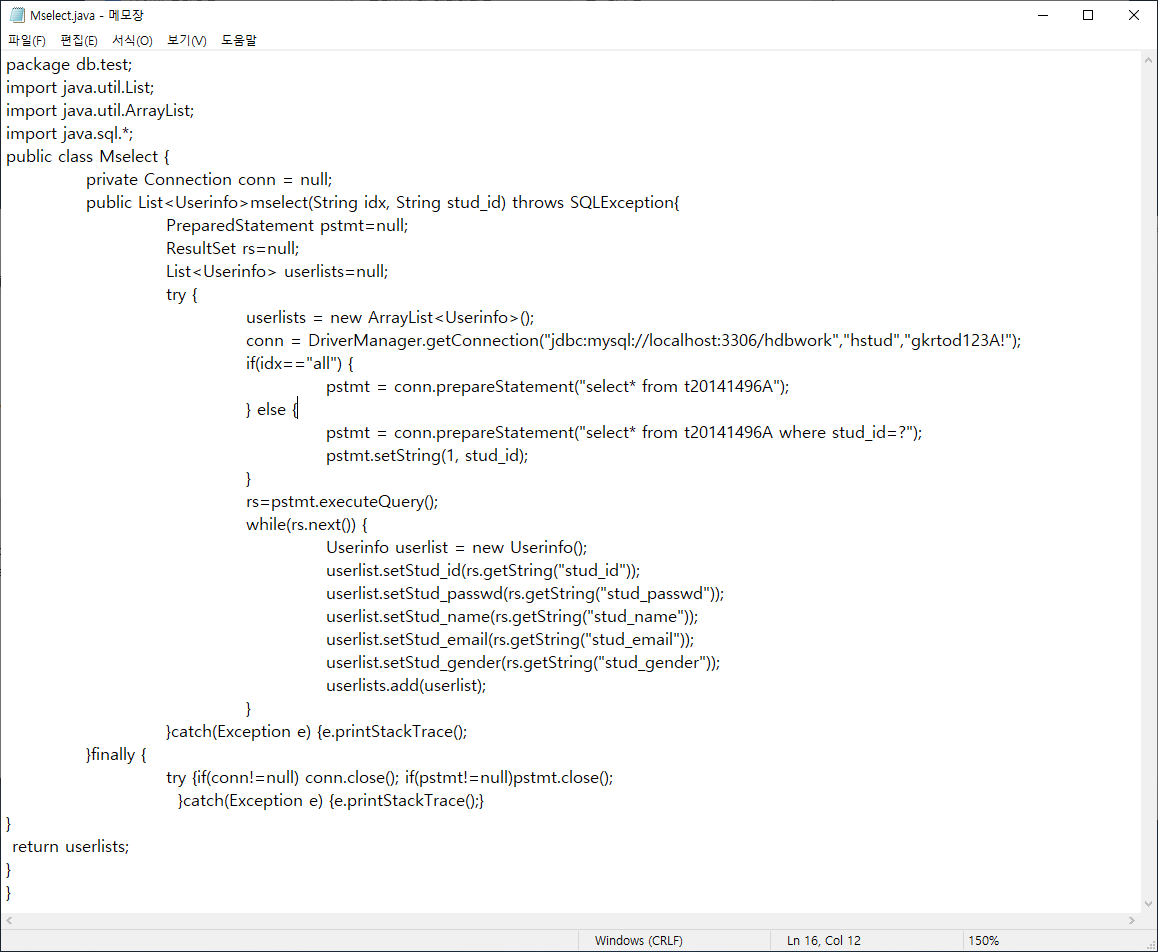 Mselect.java - 메모장
파일(F) 편집(E) 서식(O) 보기(V) 도움말
package db.test;
import java.util.List;
import java.util.ArrayList;
import java.sql.*;
public class Mselect {
private Connection conn = null;
public List<Userinfo>mselect(String idx, String stud_id) throws SQLException{
PreparedStatement pstmt=null;
ResultSet rs=null;
List<Userinfo> userlists=null;
try {
userlists = new ArrayList<Userinfo>();
conn = DriverManager.getConnection("jdbc:mysql://localhost:3306/hdbwork","hstud","gkrtod123A!");
if(idx=="all") {
pstmt = conn.prepareStatement("select* from t20141496A");
} else {
pstmt = conn.prepareStatement("select* from t20141496A where stud_id=?");
pstmt.setString(1, stud_id);
}
rs=pstmt.executeQuery();
while(rs.next()) {
Userinfo userlist = new Userinfo();
userlist.setStud_id(rs.getString("stud_id"));
userlist.setStud_passwd(rs.getString("stud_passwd"));
userlist.setStud_name(rs.getString("stud_name"));
userlist.setStud_email(rs.getString("stud_email"));
userlist.setStud_gender(rs.getString("stud_gender"));
userlists.add(userlist);
}
}catch(Exception e) {e.printStackTrace();
}finally {
try {if(conn!=null) conn.close(); if(pstmt!=null)pstmt.close();
}catch(Exception e) {e.printStackTrace();}
}
return userlists;
}
}
Windows (CRLF) Ln 16, Col 12 150%